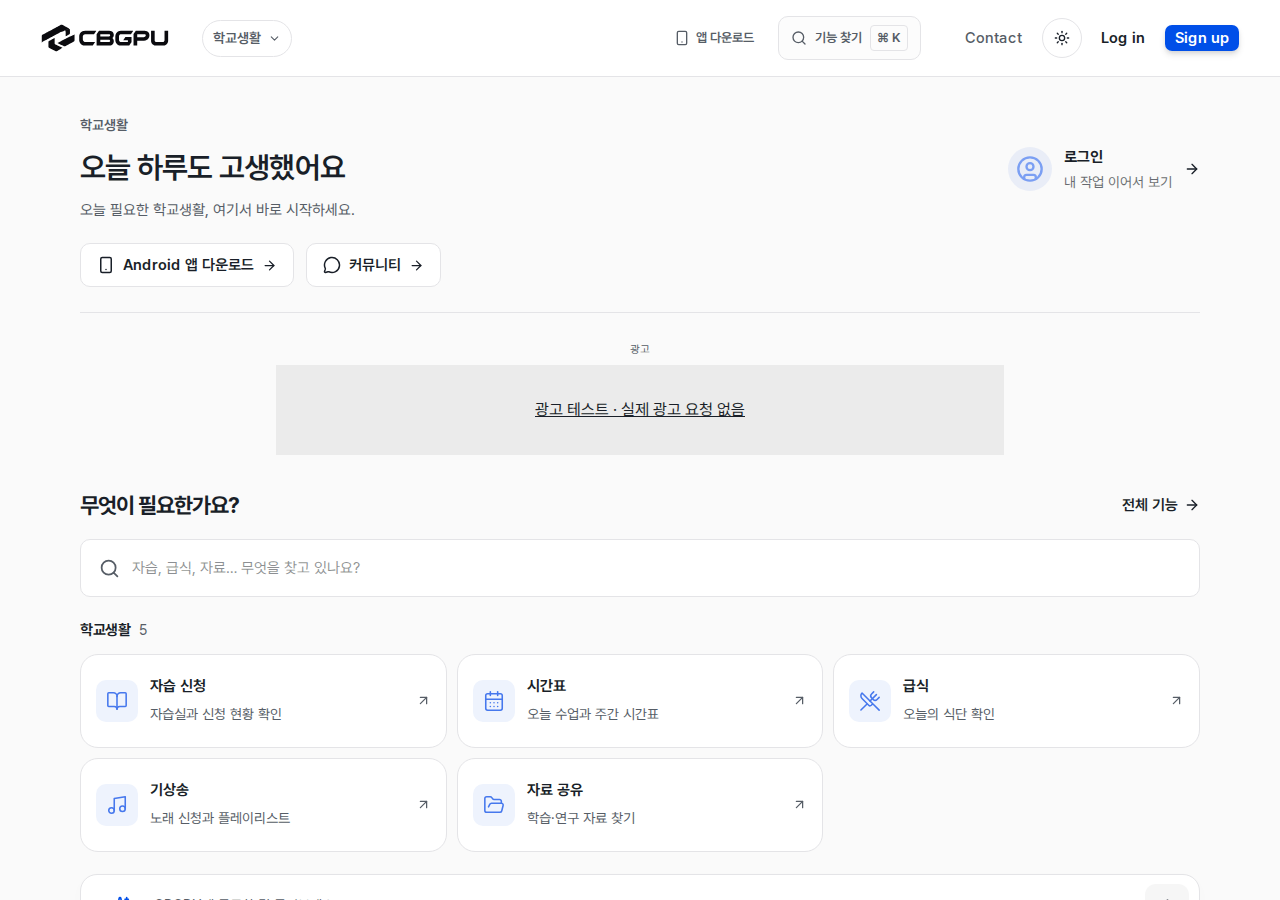 CBGPU
학교생활
앱 다운로드
기능 찾기
⌘ K
Contact
Log in
Sign up
학교생활
오늘 하루도 고생했어요
오늘 필요한 학교생활, 여기서 바로 시작하세요.
로그인
내 작업 이어서 보기
Android 앱 다운로드
커뮤니티
광고
광고 테스트 · 실제 광고 요청 없음
무엇이 필요한가요?
전체 기능
자습, 급식, 자료... 무엇을 찾고 있나요?
학교생활 5
자습 신청
자습실과 신청 현황 확인
시간표
오늘 수업과 주간 시간표
급식
오늘의 식단 확인
기상송
노래 신청과 플레이리스트
자료 공유
학습·연구 자료 찾기